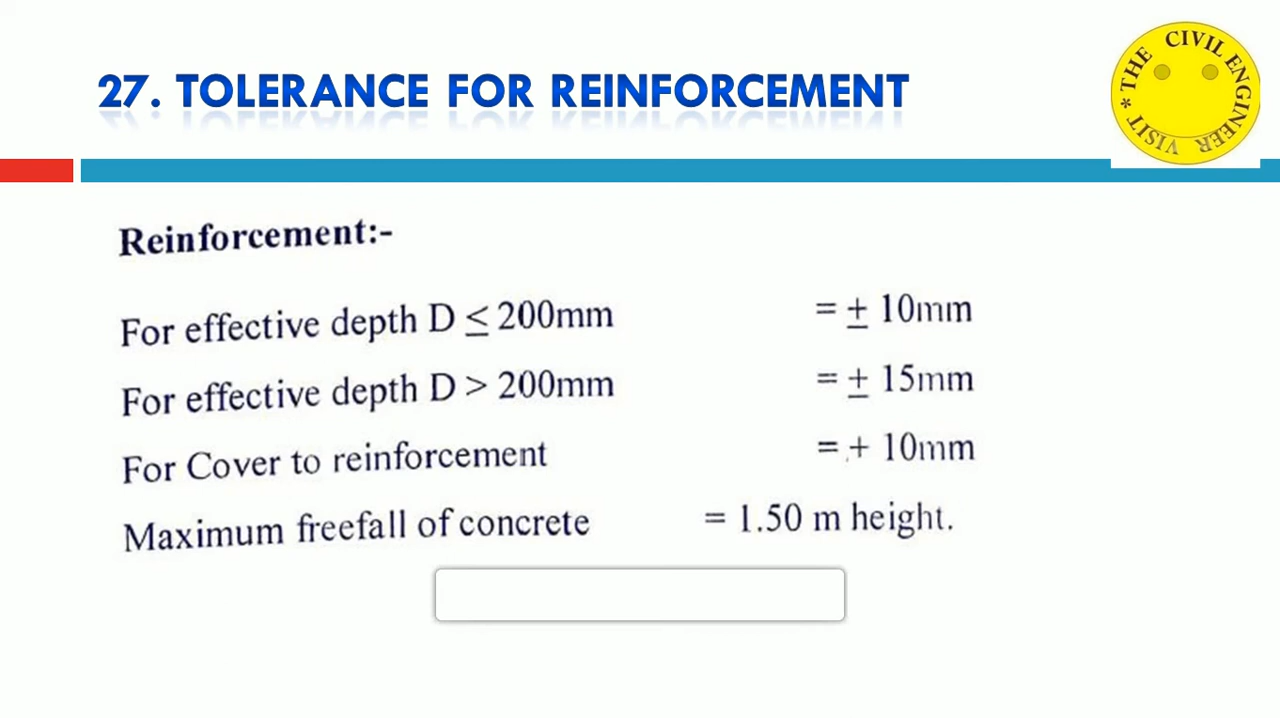 27. TOLERANCE FOR REINFORCEMENT
THE CIVIL ENGINEER
VISIT
Reinforcement:-
For effective depth D ≤ 200mm = ± 10mm
For effective depth D > 200mm = ± 15mm
For Cover to reinforcement = + 10mm
Maximum freefall of concrete = 1.50 m height.